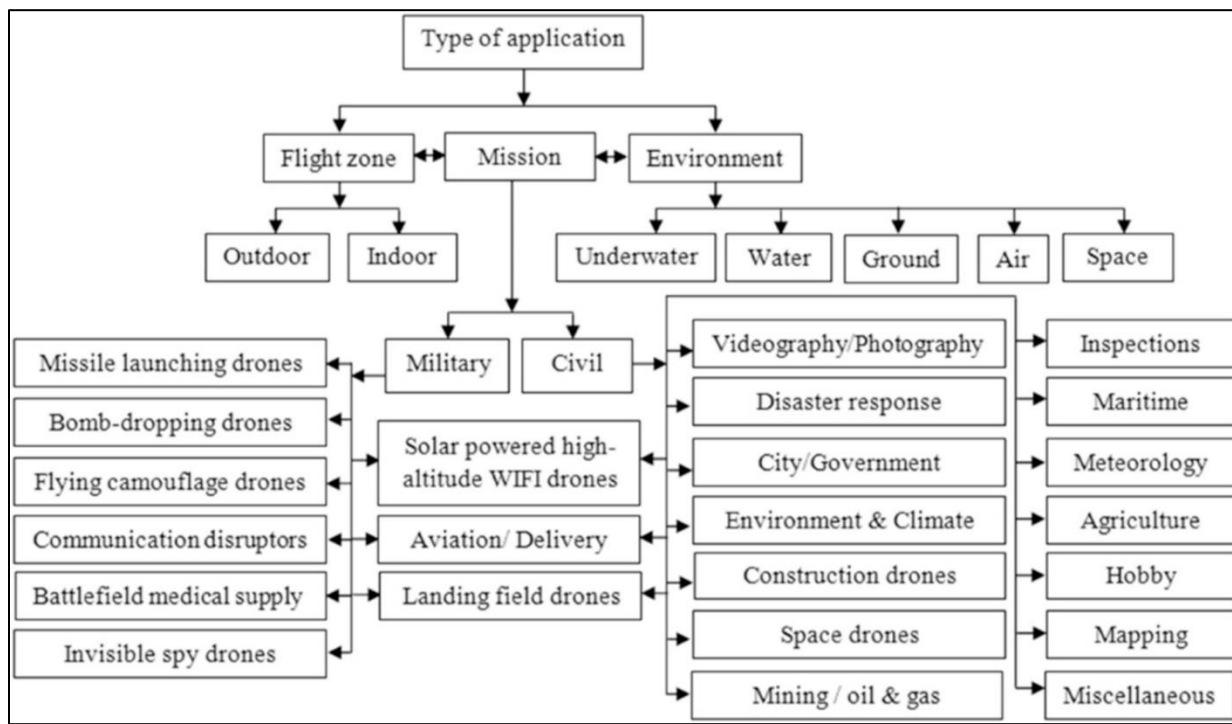 Type of application
Flight zone
Mission
Environment
Outdoor
Indoor
Underwater
Water
Ground
Air
Space
Military
Civil
Missile launching drones
Bomb-dropping drones
Flying camouflage drones
Communication disruptors
Battlefield medical supply
Invisible spy drones
Solar powered high-
altitude WIFI drones
Aviation/ Delivery
Landing field drones
Videography/Photography
Disaster response
City/Government
Environment & Climate
Construction drones
Space drones
Mining / oil & gas
Inspections
Maritime
Meteorology
Agriculture
Hobby
Mapping
Miscellaneous